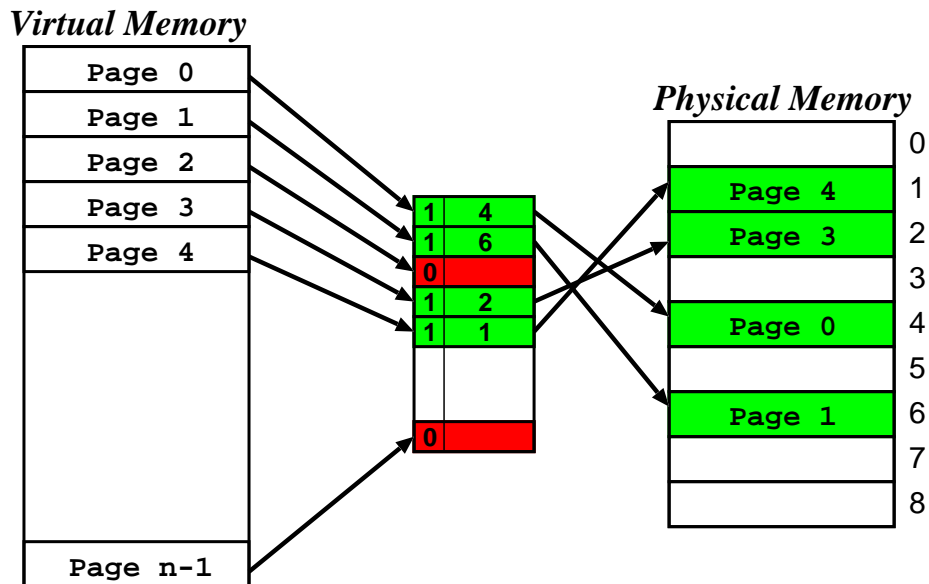 Virtual Memory
Page 0
Page 1
Page 2
Page 3
Page 4
Page n-1
1 4
1 6
0
1 2
1 1
0
Physical Memory
0
Page 4 1
Page 3 2
3
Page 0 4
5
Page 1 6
7
8